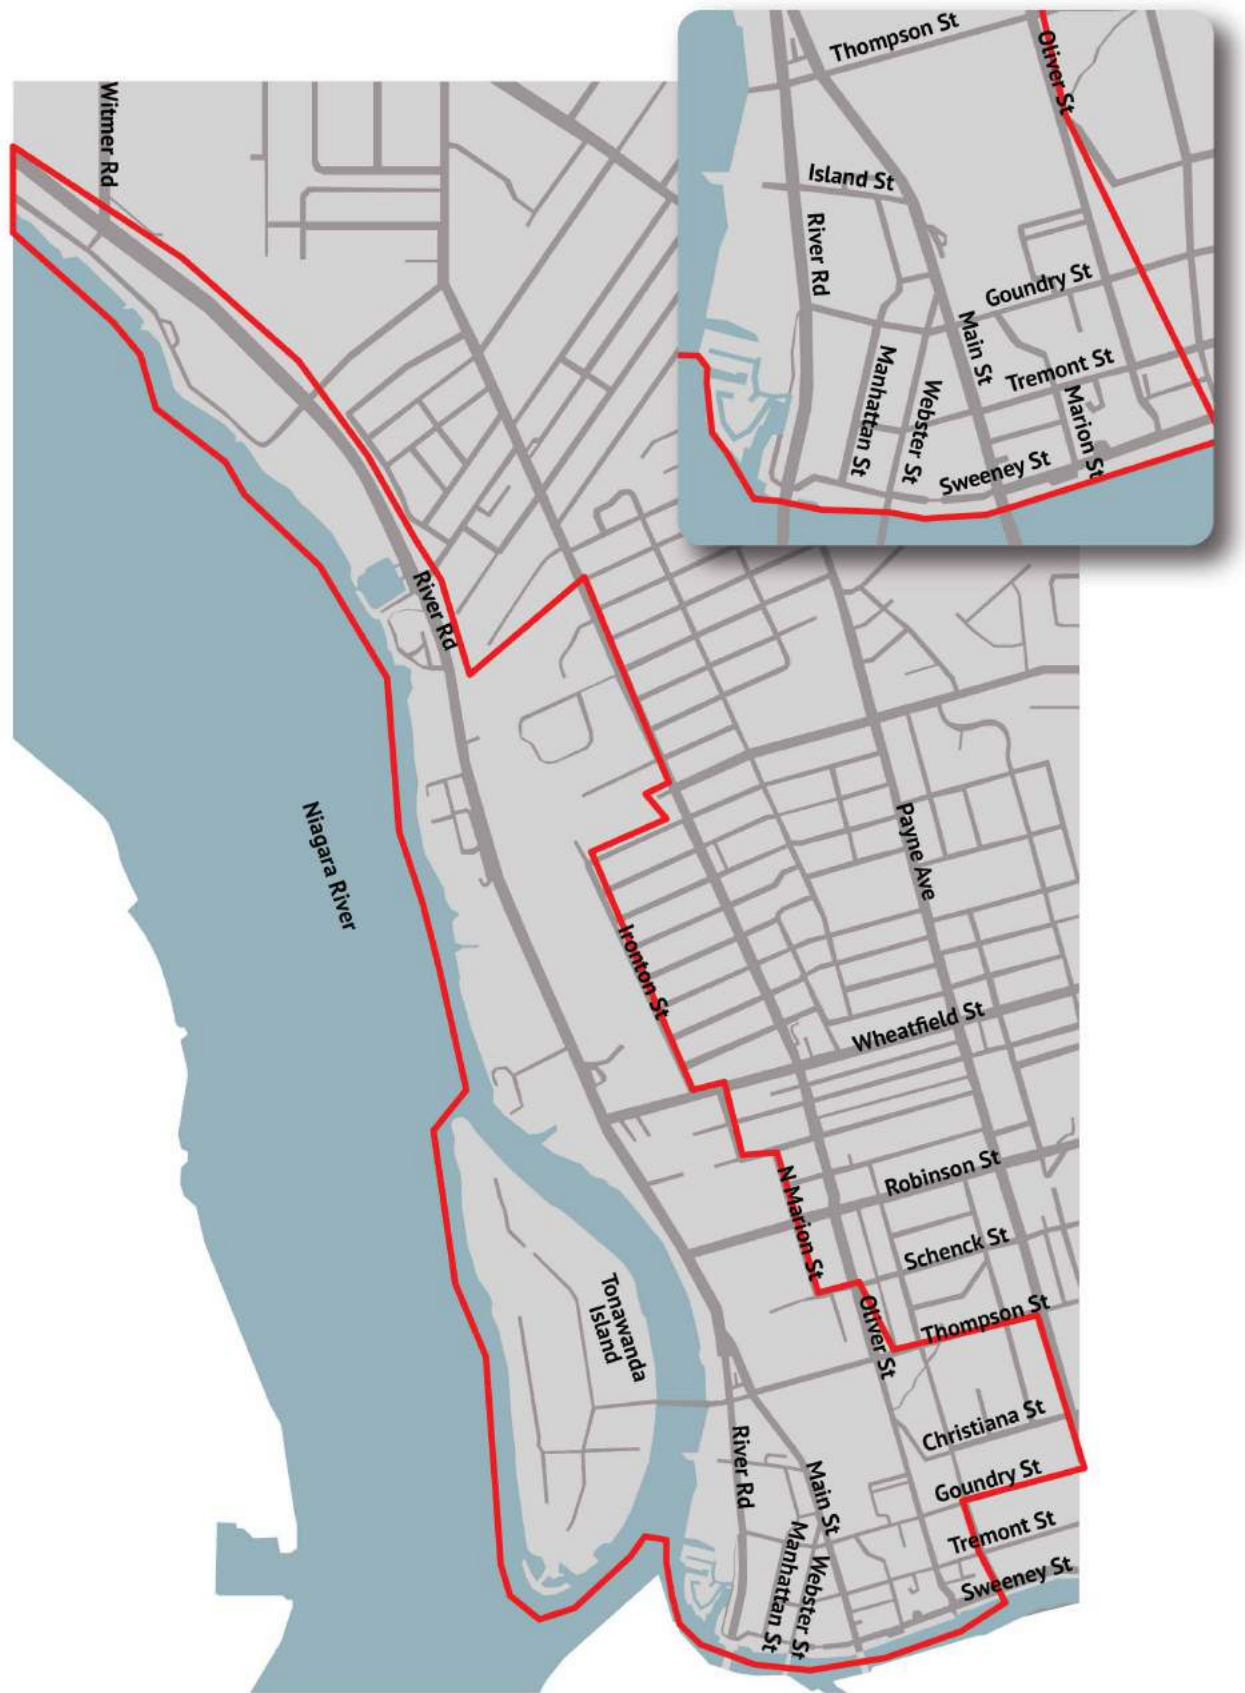 Thompson St
Oliver St
Island St
River Rd
Goundry St
Main St
Tremont St
Manhattan St
Webster St
Marion St
Sweeney St
Witmer Rd
River Rd
Niagara River
Payne Ave
Ironton St
Wheatfield St
N Marion St
Robinson St
Schenck St
Tonawanda
Island
Oliver St
Thompson St
Christiana St
River Rd
Main St
Goundry St
Manhattan St
Webster St
Tremont St
Sweeney St